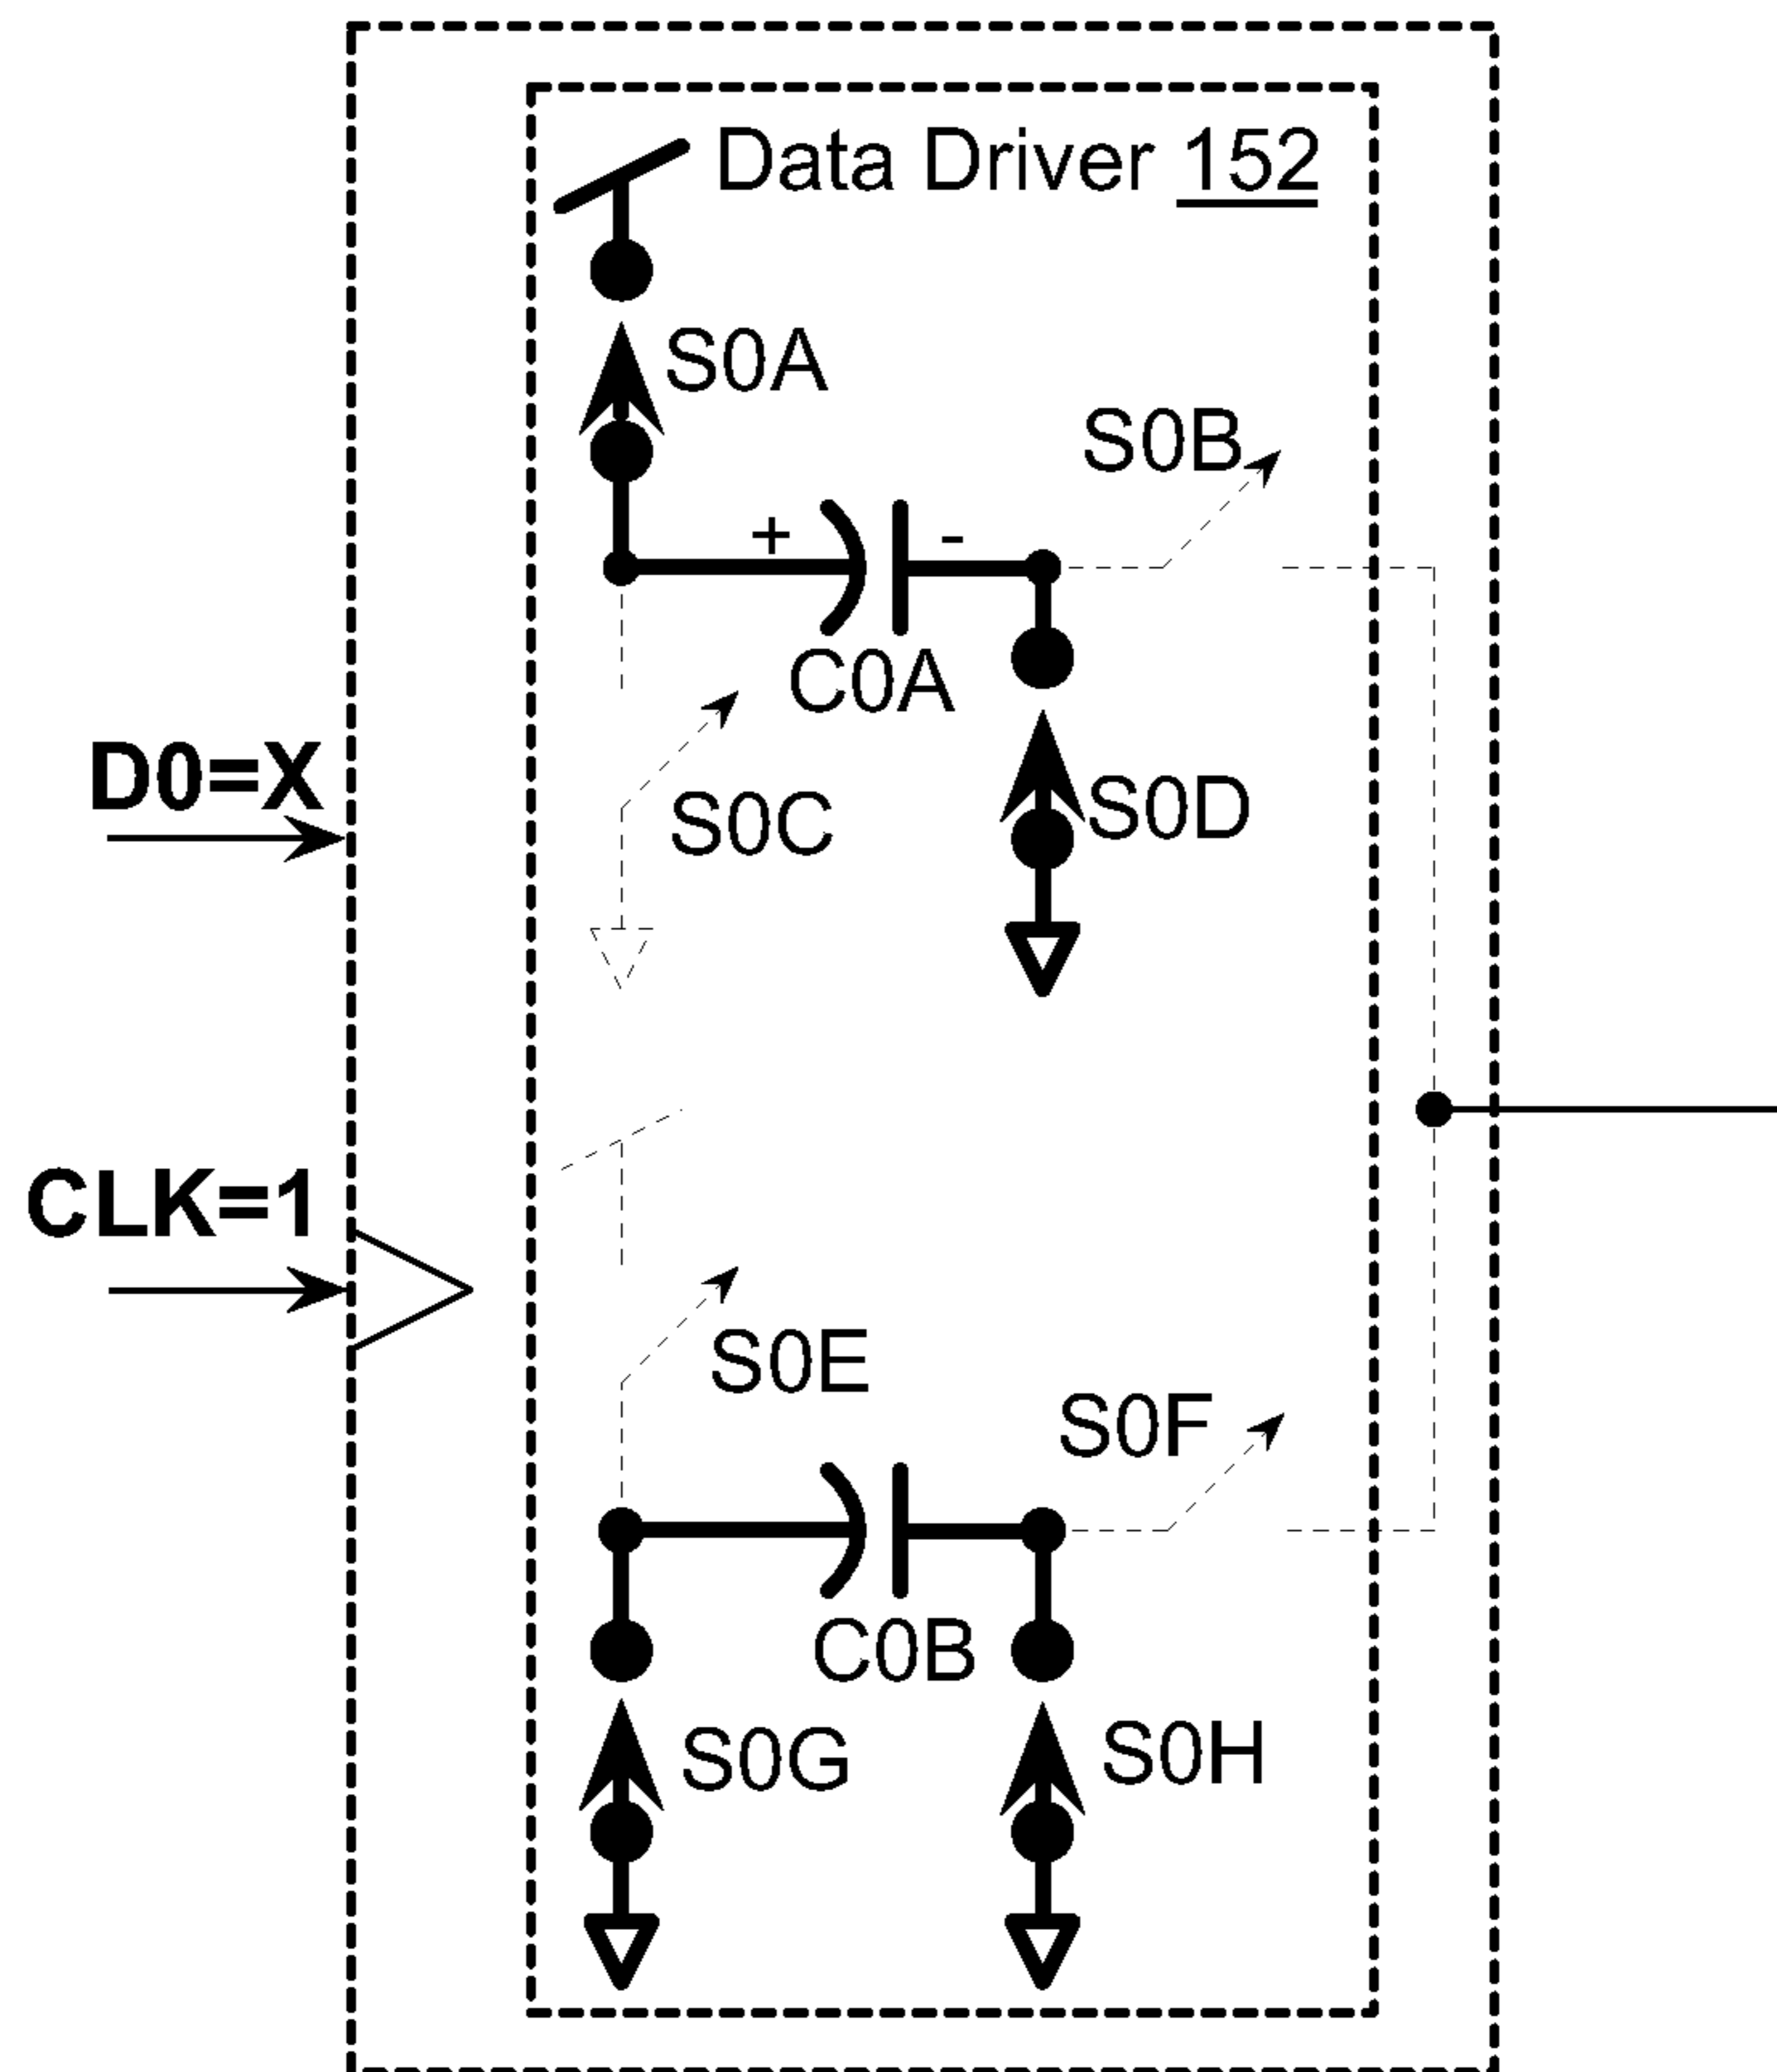 Data Driver 152
S0A
S0B
+ -
C0A
D0=X
S0C
S0D
CLK=1
S0E
S0F
C0B
S0G
S0H